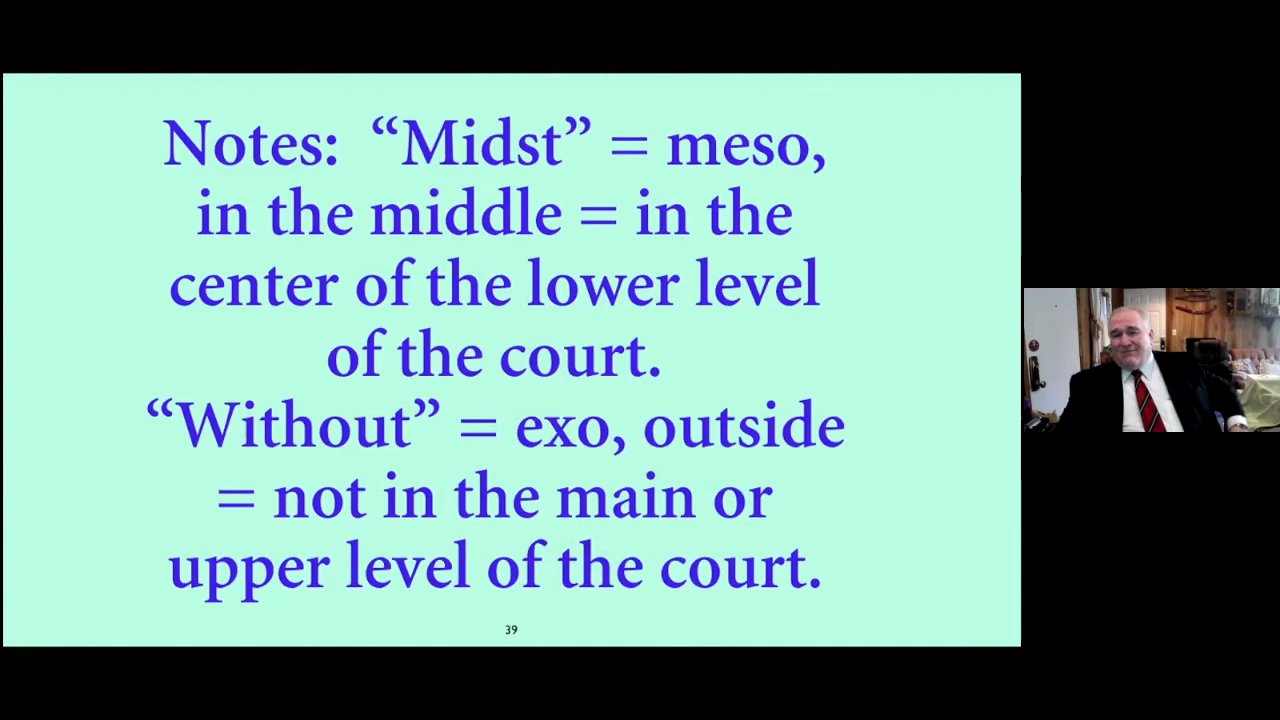 Notes:  “Midst” = meso,
in the middle = in the
center of the lower level
of the court.
“Without” = exo, outside
= not in the main or
upper level of the court.
39